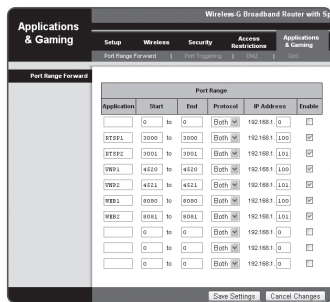 Wireless-G Broadband Router with Sp
Applications & Gaming
Setup Wireless Security Access Restrictions Applications & Gaming
Port Range Forward | Port Triggering | DMZ | QoS
Port Range Forward
Port Range
Application Start End Protocol IP Address Enable
0 to 0 Both 192.168.1. 0
RTSP1 3000 to 3000 Both 192.168.1. 100
RTSP2 3001 to 3001 Both 192.168.1. 101
VNP1 4520 to 4520 Both 192.168.1. 100
VNP2 4521 to 4521 Both 192.168.1. 101
WEB1 8080 to 8080 Both 192.168.1. 100
WEB2 8081 to 8081 Both 192.168.1. 101
0 to 0 Both 192.168.1. 0
0 to 0 Both 192.168.1. 0
0 to 0 Both 192.168.1. 0
Save Settings Cancel Changes